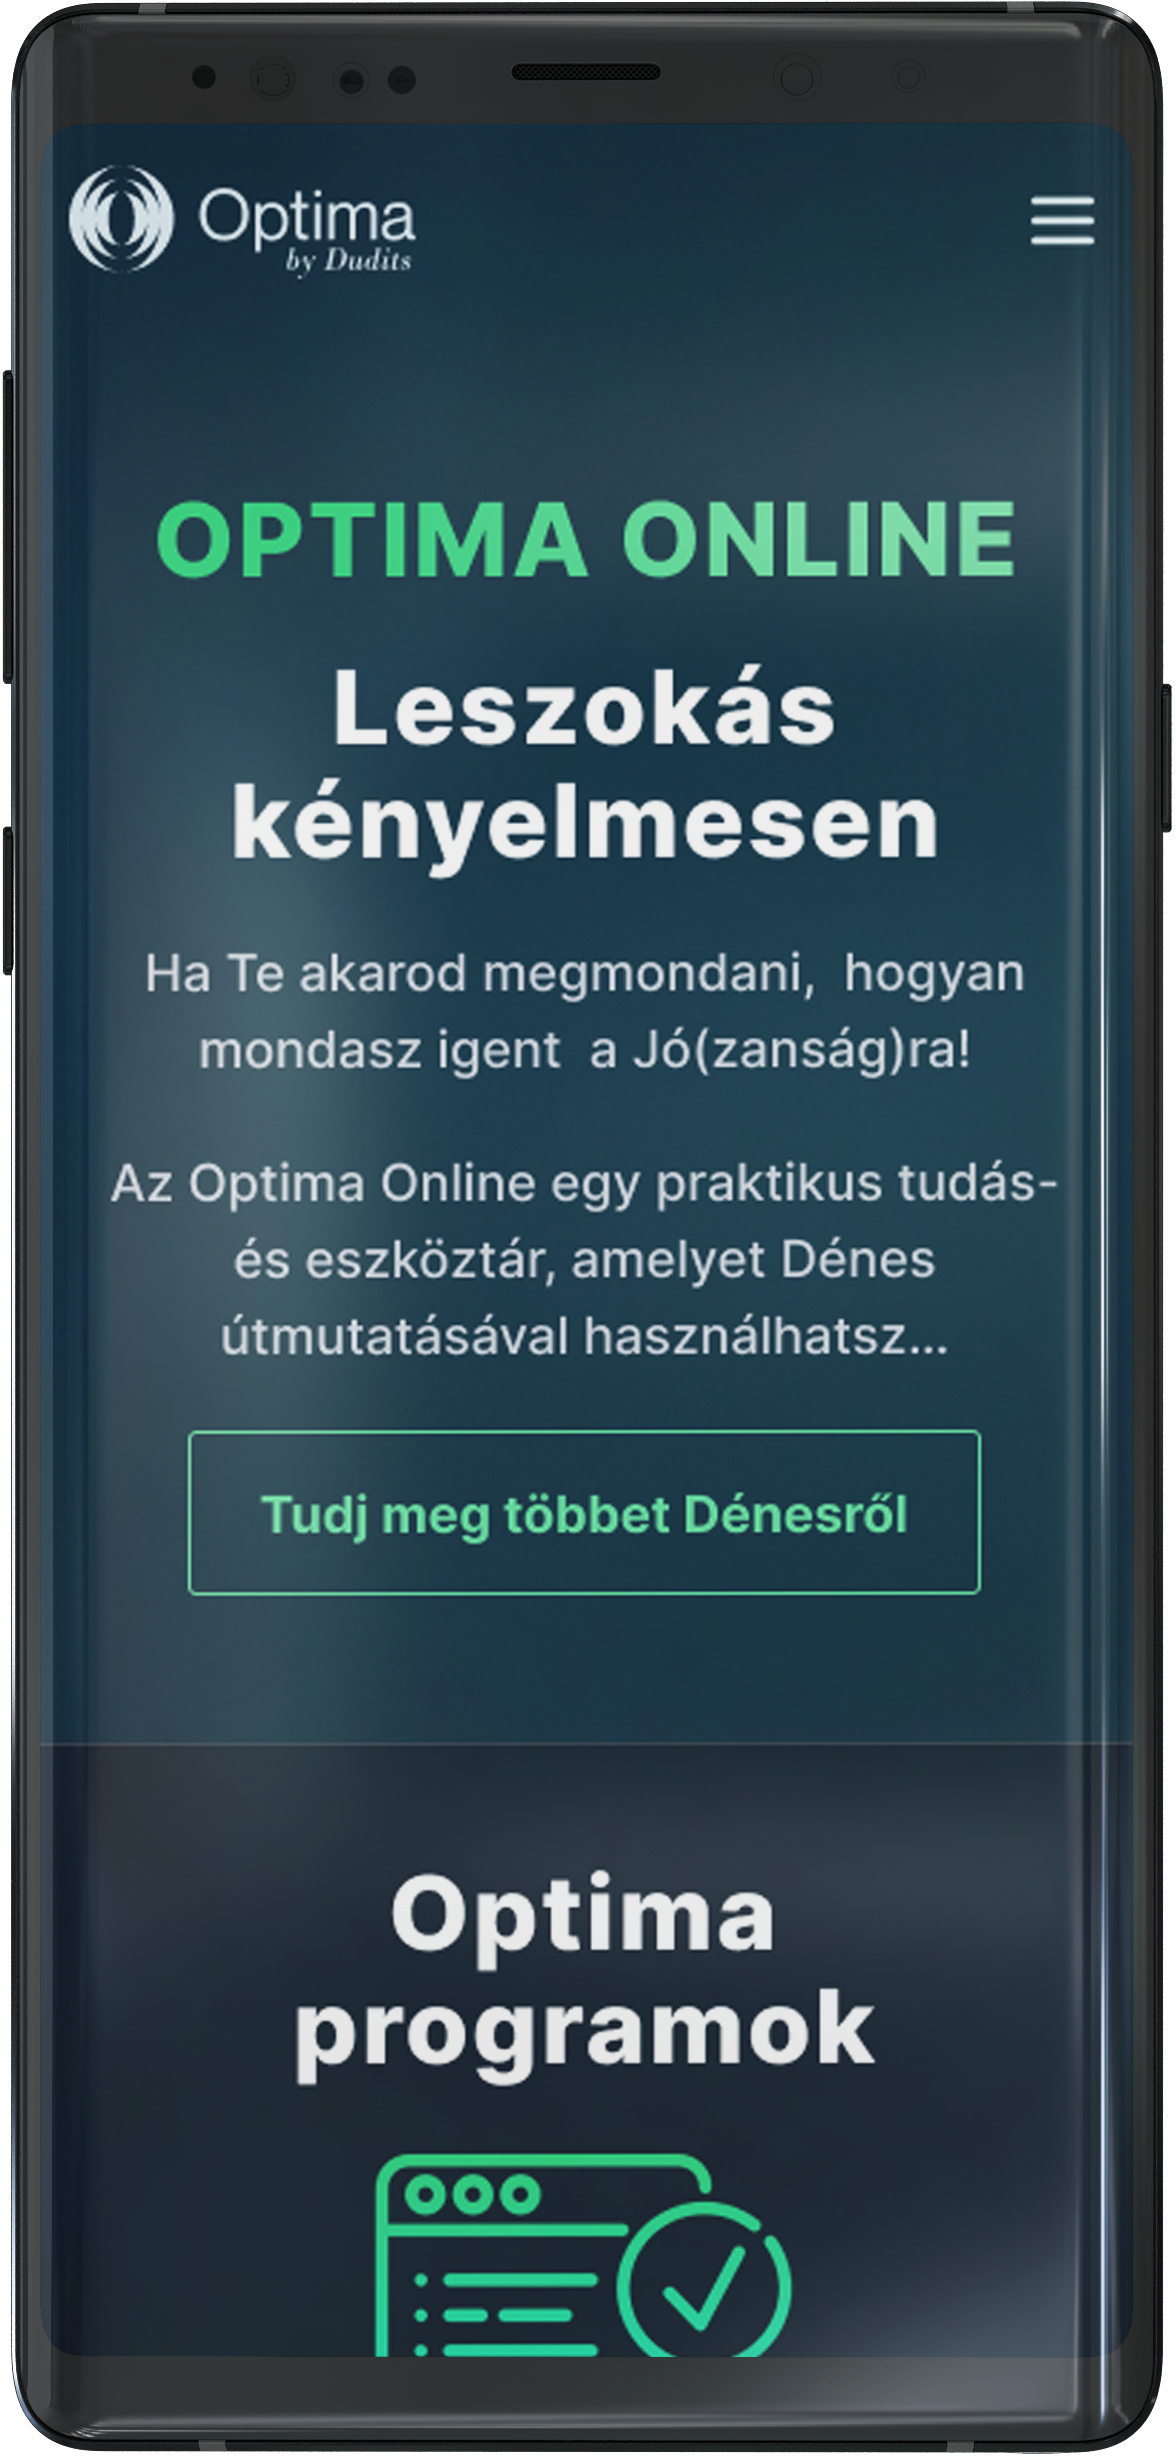 Optima
by Dudits
OPTIMA ONLINE
Leszokás
kényelmesen
Ha Te akarod megmondani, hogyan
mondasz igent a Jó(zanság)ra!
Az Optima Online egy praktikus tudás-
és eszköztár, amelyet Dénes
útmutatásával használhatsz...
Tudj meg többet Dénesről
Optima
programok